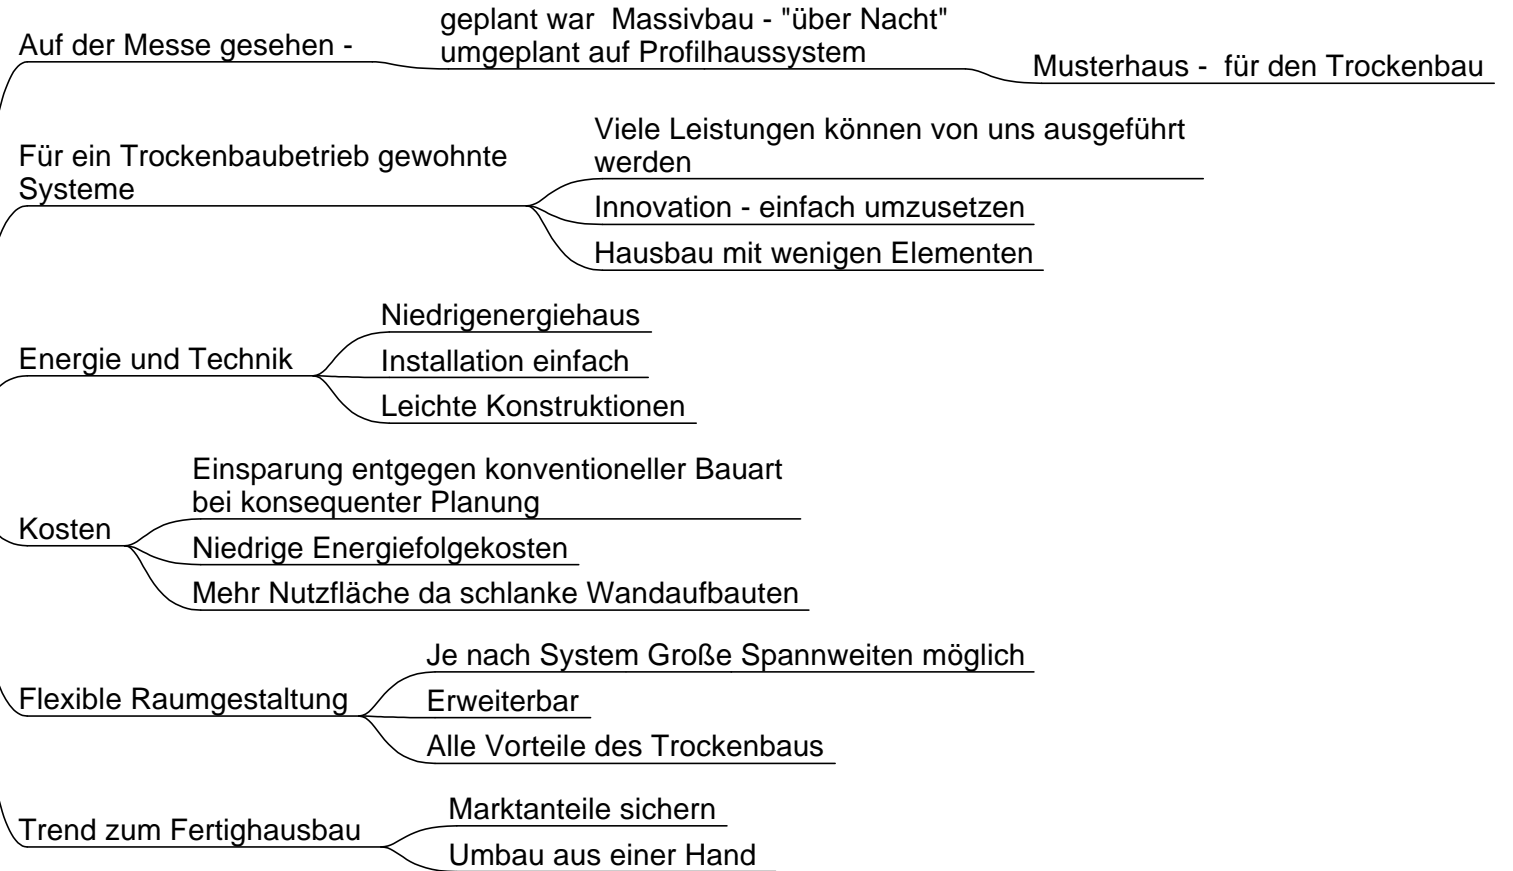 Auf der Messe gesehen -
geplant war  Massivbau - "über Nacht"
umgeplant auf Profilhaussystem
Musterhaus -  für den Trockenbau
Für ein Trockenbaubetrieb gewohnte
Systeme
Viele Leistungen können von uns ausgeführt
werden
Innovation - einfach umzusetzen
Hausbau mit wenigen Elementen
Energie und Technik
Niedrigenergiehaus
Installation einfach
Leichte Konstruktionen
Kosten
Einsparung entgegen konventioneller Bauart
bei konsequenter Planung
Niedrige Energiefolgekosten
Mehr Nutzfläche da schlanke Wandaufbauten
Flexible Raumgestaltung
Je nach System Große Spannweiten möglich
Erweiterbar
Alle Vorteile des Trockenbaus
Trend zum Fertighausbau
Marktanteile sichern
Umbau aus einer Hand